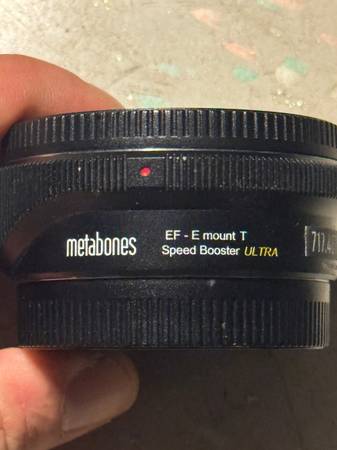 metabones
EF - E mount T
Speed Booster ULTRA